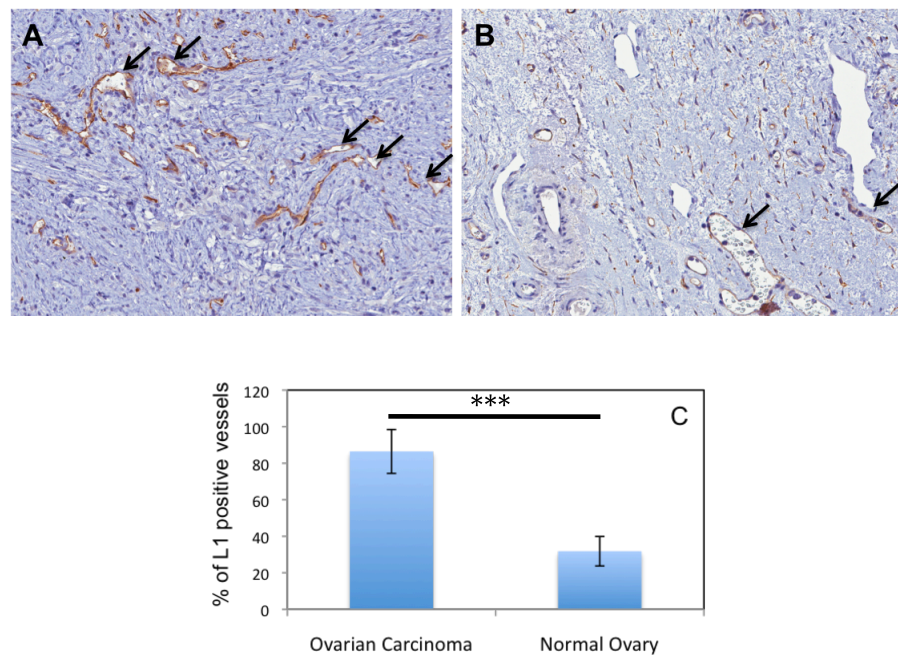 A
B
C
***
% of L1 positive vessels
120
100
80
60
40
20
0
Ovarian Carcinoma
Normal Ovary